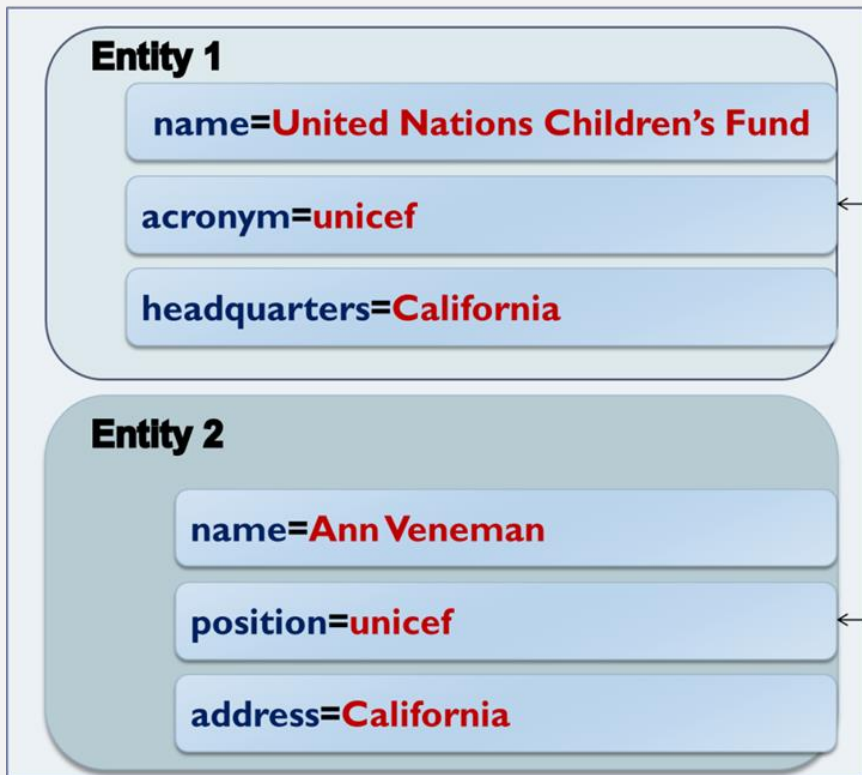 Entity 1
name=United Nations Children’s Fund
acronym=unicef
headquarters=California
Entity 2
name=Ann Veneman
position=unicef
address=California